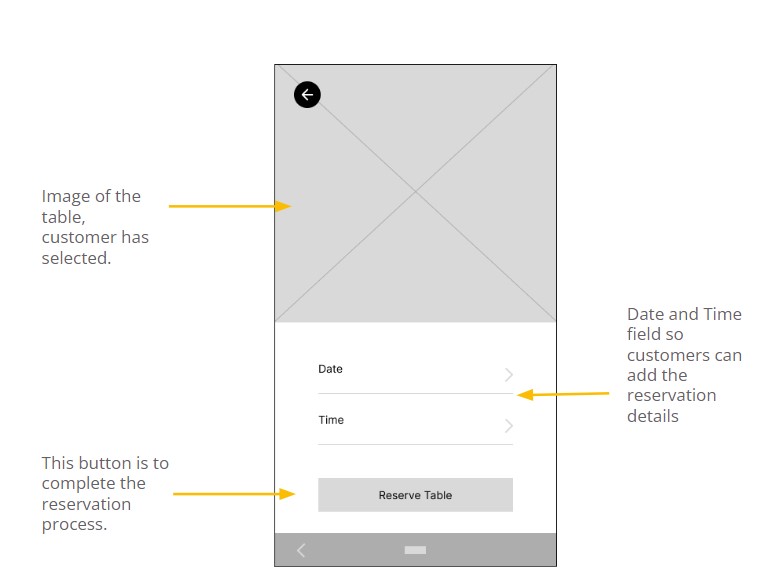 Image of the
table,
customer has
selected.
Date and Time
field so
customers can
add the
reservation
details
Date
Time
This button is to
complete the
reservation
process.
Reserve Table